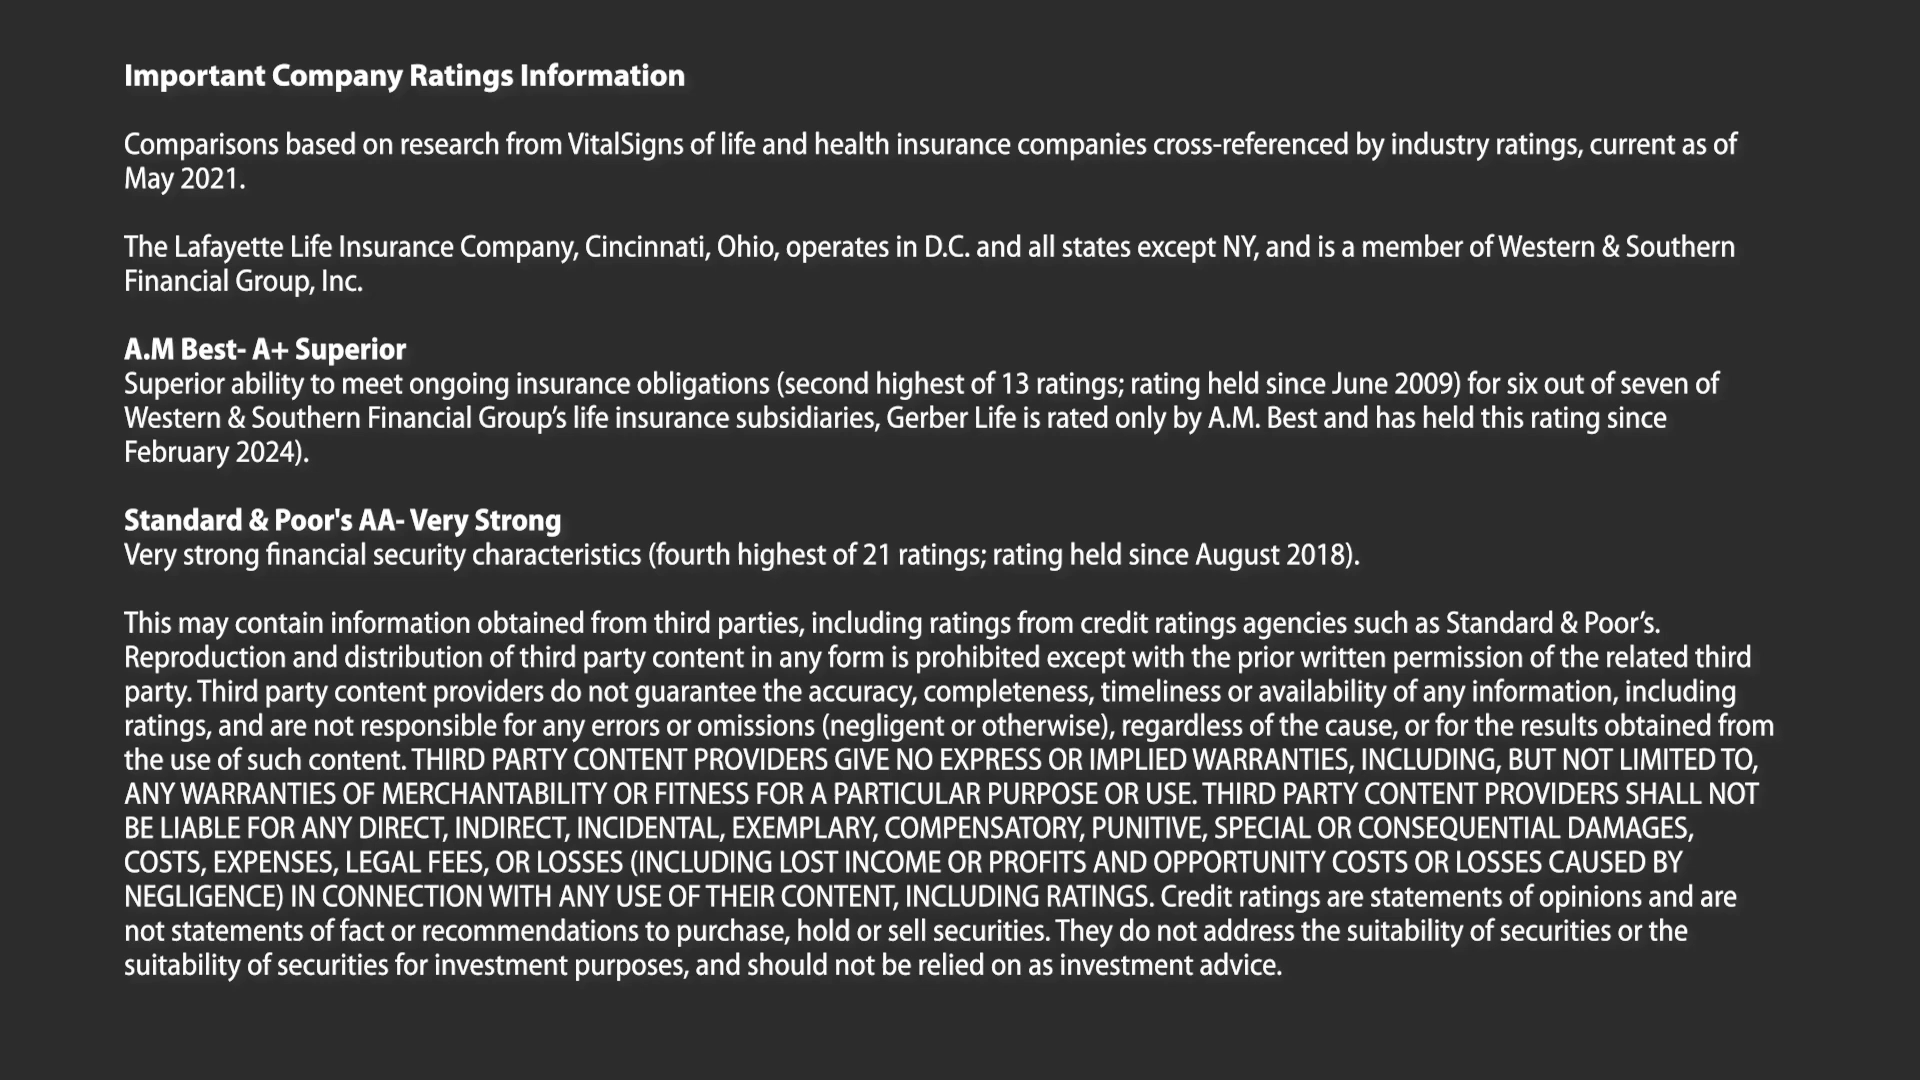 Important Company Ratings Information
Comparisons based on research from VitalSigns of life and health insurance companies cross-referenced by industry ratings, current as of
May 2021.
The Lafayette Life Insurance Company, Cincinnati, Ohio, operates in D.C. and all states except NY, and is a member of Western & Southern
Financial Group, Inc.
A.M Best- A+ Superior
Superior ability to meet ongoing insurance obligations (second highest of 13 ratings; rating held since June 2009) for six out of seven of
Western & Southern Financial Group’s life insurance subsidiaries, Gerber Life is rated only by A.M. Best and has held this rating since
February 2024).
Standard & Poor's AA- Very Strong
Very strong financial security characteristics (fourth highest of 21 ratings; rating held since August 2018).
This may contain information obtained from third parties, including ratings from credit ratings agencies such as Standard & Poor’s.
Reproduction and distribution of third party content in any form is prohibited except with the prior written permission of the related third
party. Third party content providers do not guarantee the accuracy, completeness, timeliness or availability of any information, including
ratings, and are not responsible for any errors or omissions (negligent or otherwise), regardless of the cause, or for the results obtained from
the use of such content. THIRD PARTY CONTENT PROVIDERS GIVE NO EXPRESS OR IMPLIED WARRANTIES, INCLUDING, BUT NOT LIMITED TO,
ANY WARRANTIES OF MERCHANTABILITY OR FITNESS FOR A PARTICULAR PURPOSE OR USE. THIRD PARTY CONTENT PROVIDERS SHALL NOT
BE LIABLE FOR ANY DIRECT, INDIRECT, INCIDENTAL, EXEMPLARY, COMPENSATORY, PUNITIVE, SPECIAL OR CONSEQUENTIAL DAMAGES,
COSTS, EXPENSES, LEGAL FEES, OR LOSSES (INCLUDING LOST INCOME OR PROFITS AND OPPORTUNITY COSTS OR LOSSES CAUSED BY
NEGLIGENCE) IN CONNECTION WITH ANY USE OF THEIR CONTENT, INCLUDING RATINGS. Credit ratings are statements of opinions and are
not statements of fact or recommendations to purchase, hold or sell securities. They do not address the suitability of securities or the
suitability of securities for investment purposes, and should not be relied on as investment advice.